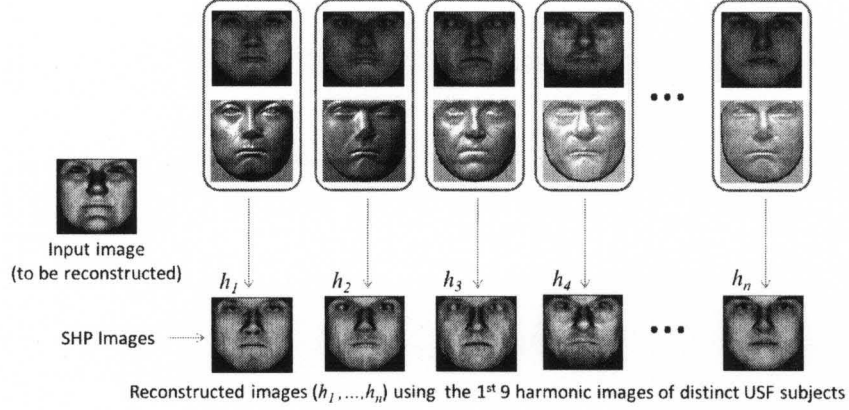 •••
Input image
(to be reconstructed)
h1 h2 h3 h4 hn
SHP Images
•••
Reconstructed images (h1 ,...,hn) using the 1st 9 harmonic images of distinct USF subjects